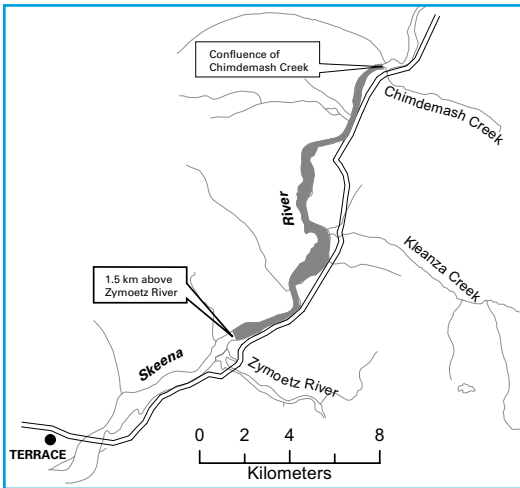 Confluence of
Chimdemash Creek
Chimdemash Creek
River
Kleanza Creek
1.5 km above
Zymoetz River
Skeena
Zymoetz River
TERRACE
0 2 4 8
Kilometers